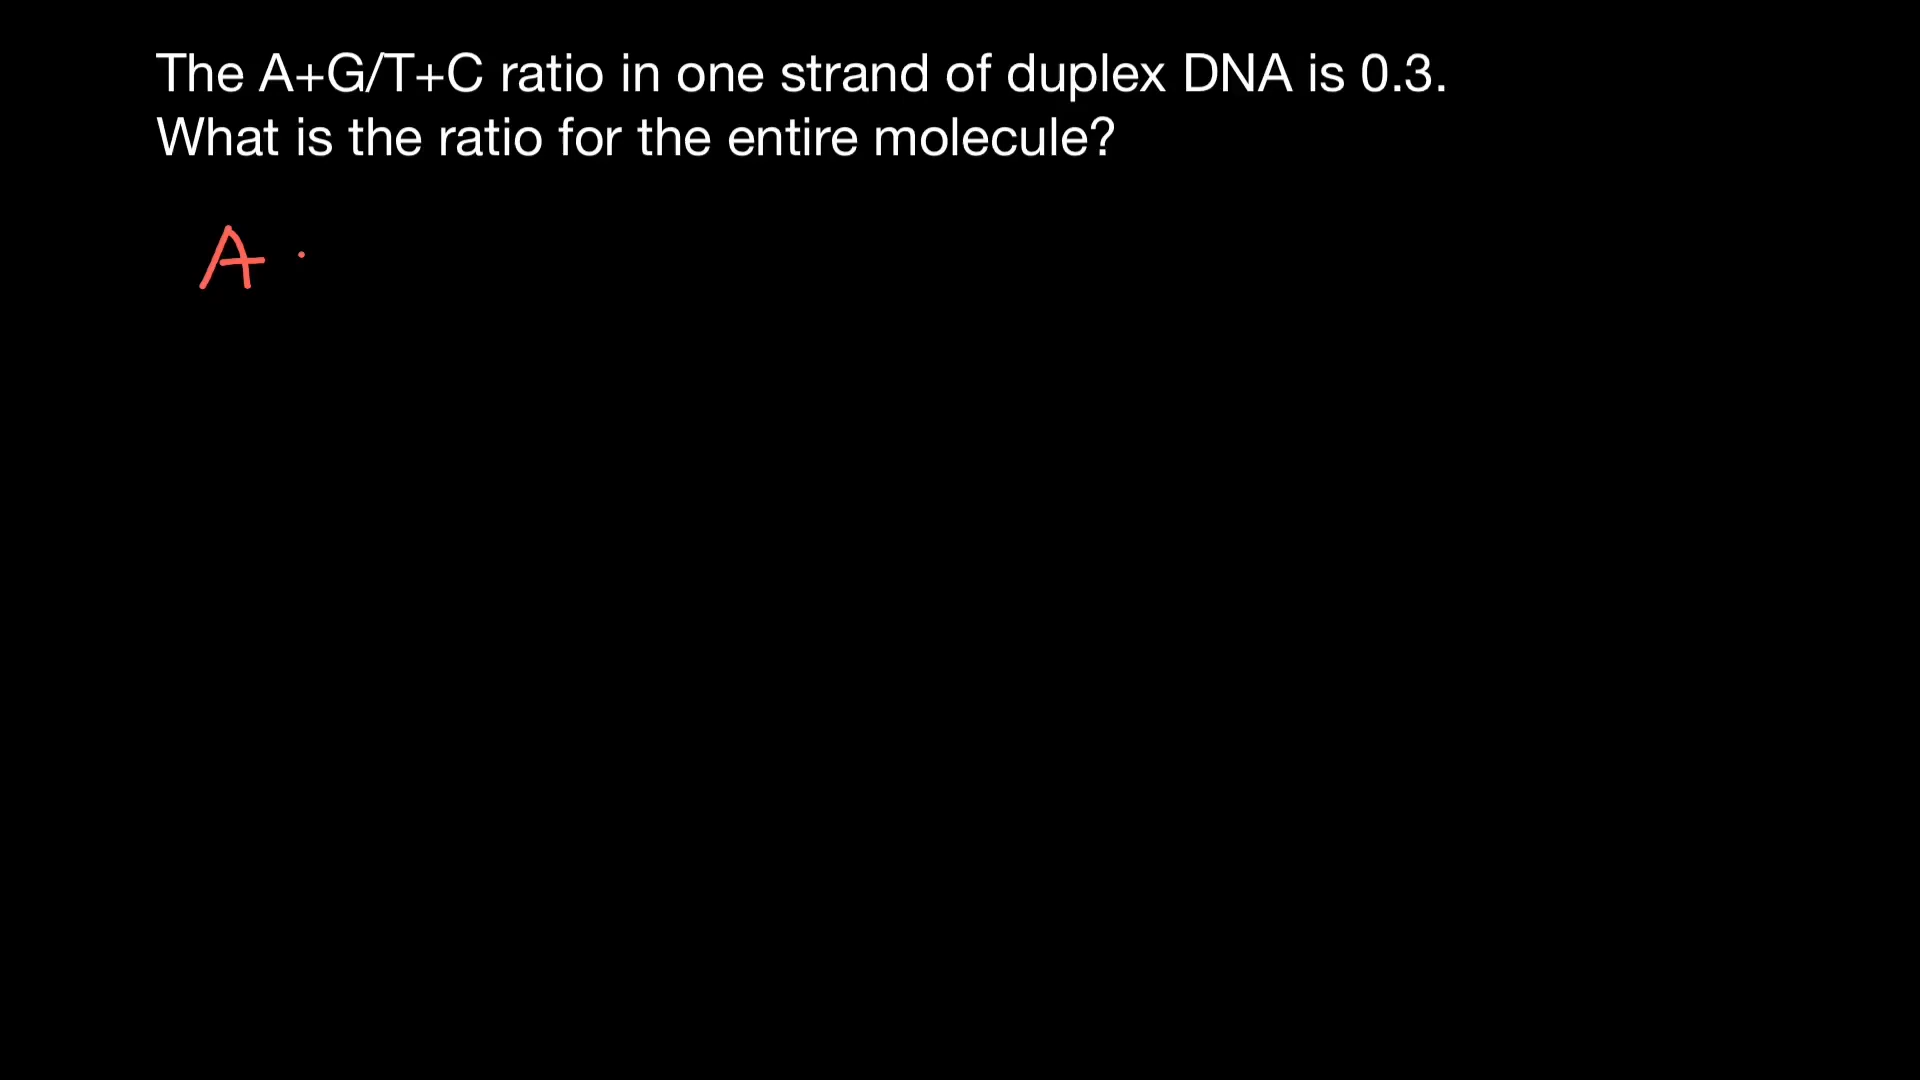 The A+G/T+C ratio in one strand of duplex DNA is 0.3.
What is the ratio for the entire molecule?
A ·